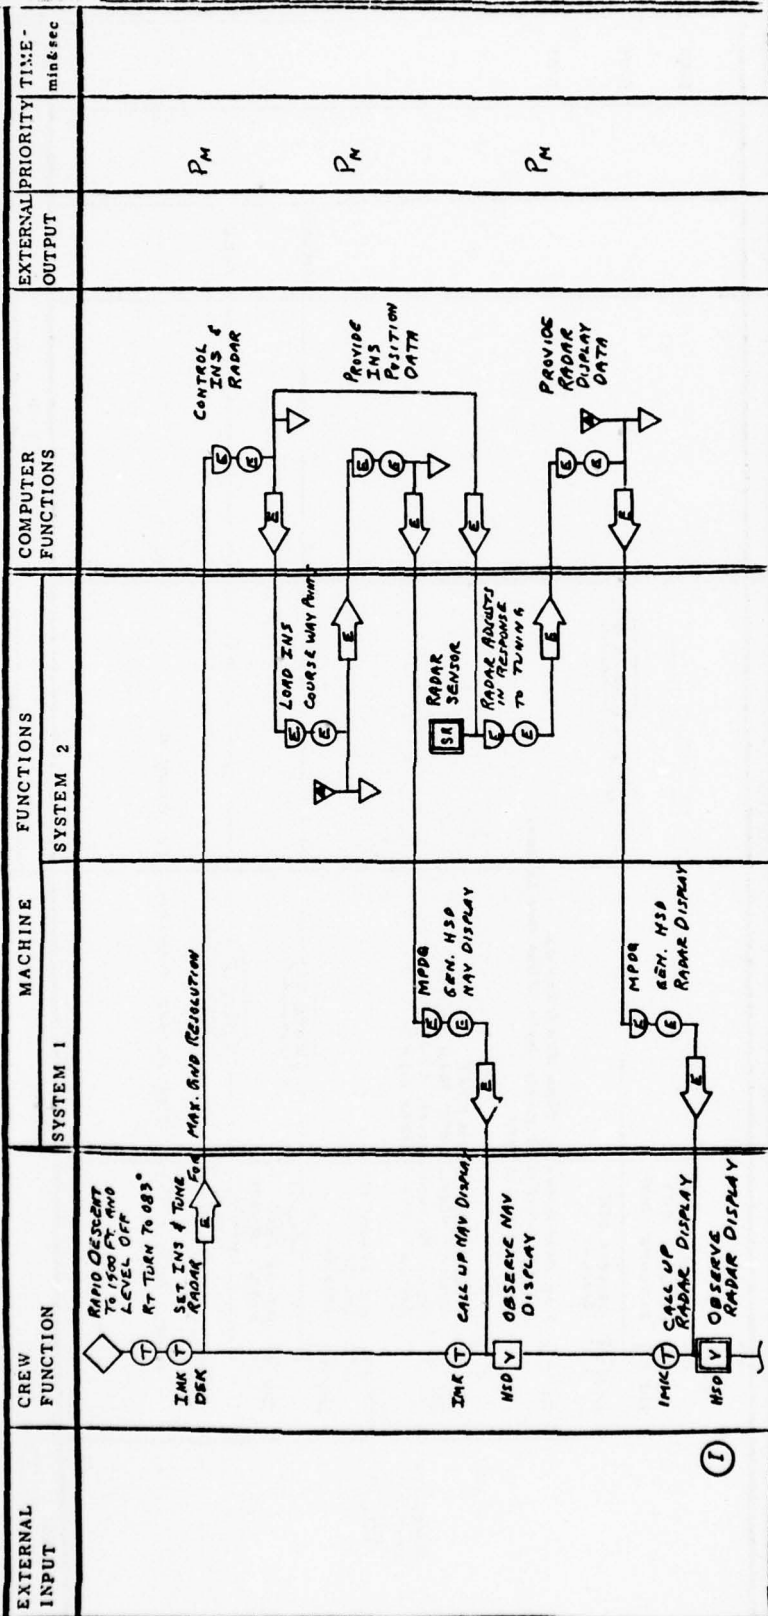 EXTERNAL
INPUT
CREW
FUNCTION
MACHINE FUNCTIONS
SYSTEM 1
SYSTEM 2
COMPUTER
FUNCTIONS
EXTERNAL
OUTPUT
PRIORITY
TIME-
min&sec
RAPID DESCENT
TO 1500 FT. AND
LEVEL OFF
RT TURN TO 083°
T
T
IMK
DEK
SET INS & TUNE
RADAR
FOR MAX. GND RESOLUTION
E
CONTROL
INS &
RADAR
E
E
PM
E
LOAD INS
COURSE WAY POINTS
E
E
E
PROVIDE
INS
POSITION
DATA
E
E
PM
E
MPDG
GEN. HSD
NAV DISPLAY
E
E
E
IMK
T
CALL UP NAV DISPLAY
HSD
V
OBSERVE NAV
DISPLAY
E
RADAR
SENSOR
SR
RADAR ADJUSTS
IN RESPONSE
TO TUNING
E
E
E
PROVIDE
RADAR
DISPLAY
DATA
E
E
PM
E
MPDG
GEN. HSD
RADAR DISPLAY
E
E
E
IMK
T
CALL UP
RADAR DISPLAY
HSD
V
OBSERVE
RADAR DISPLAY
I